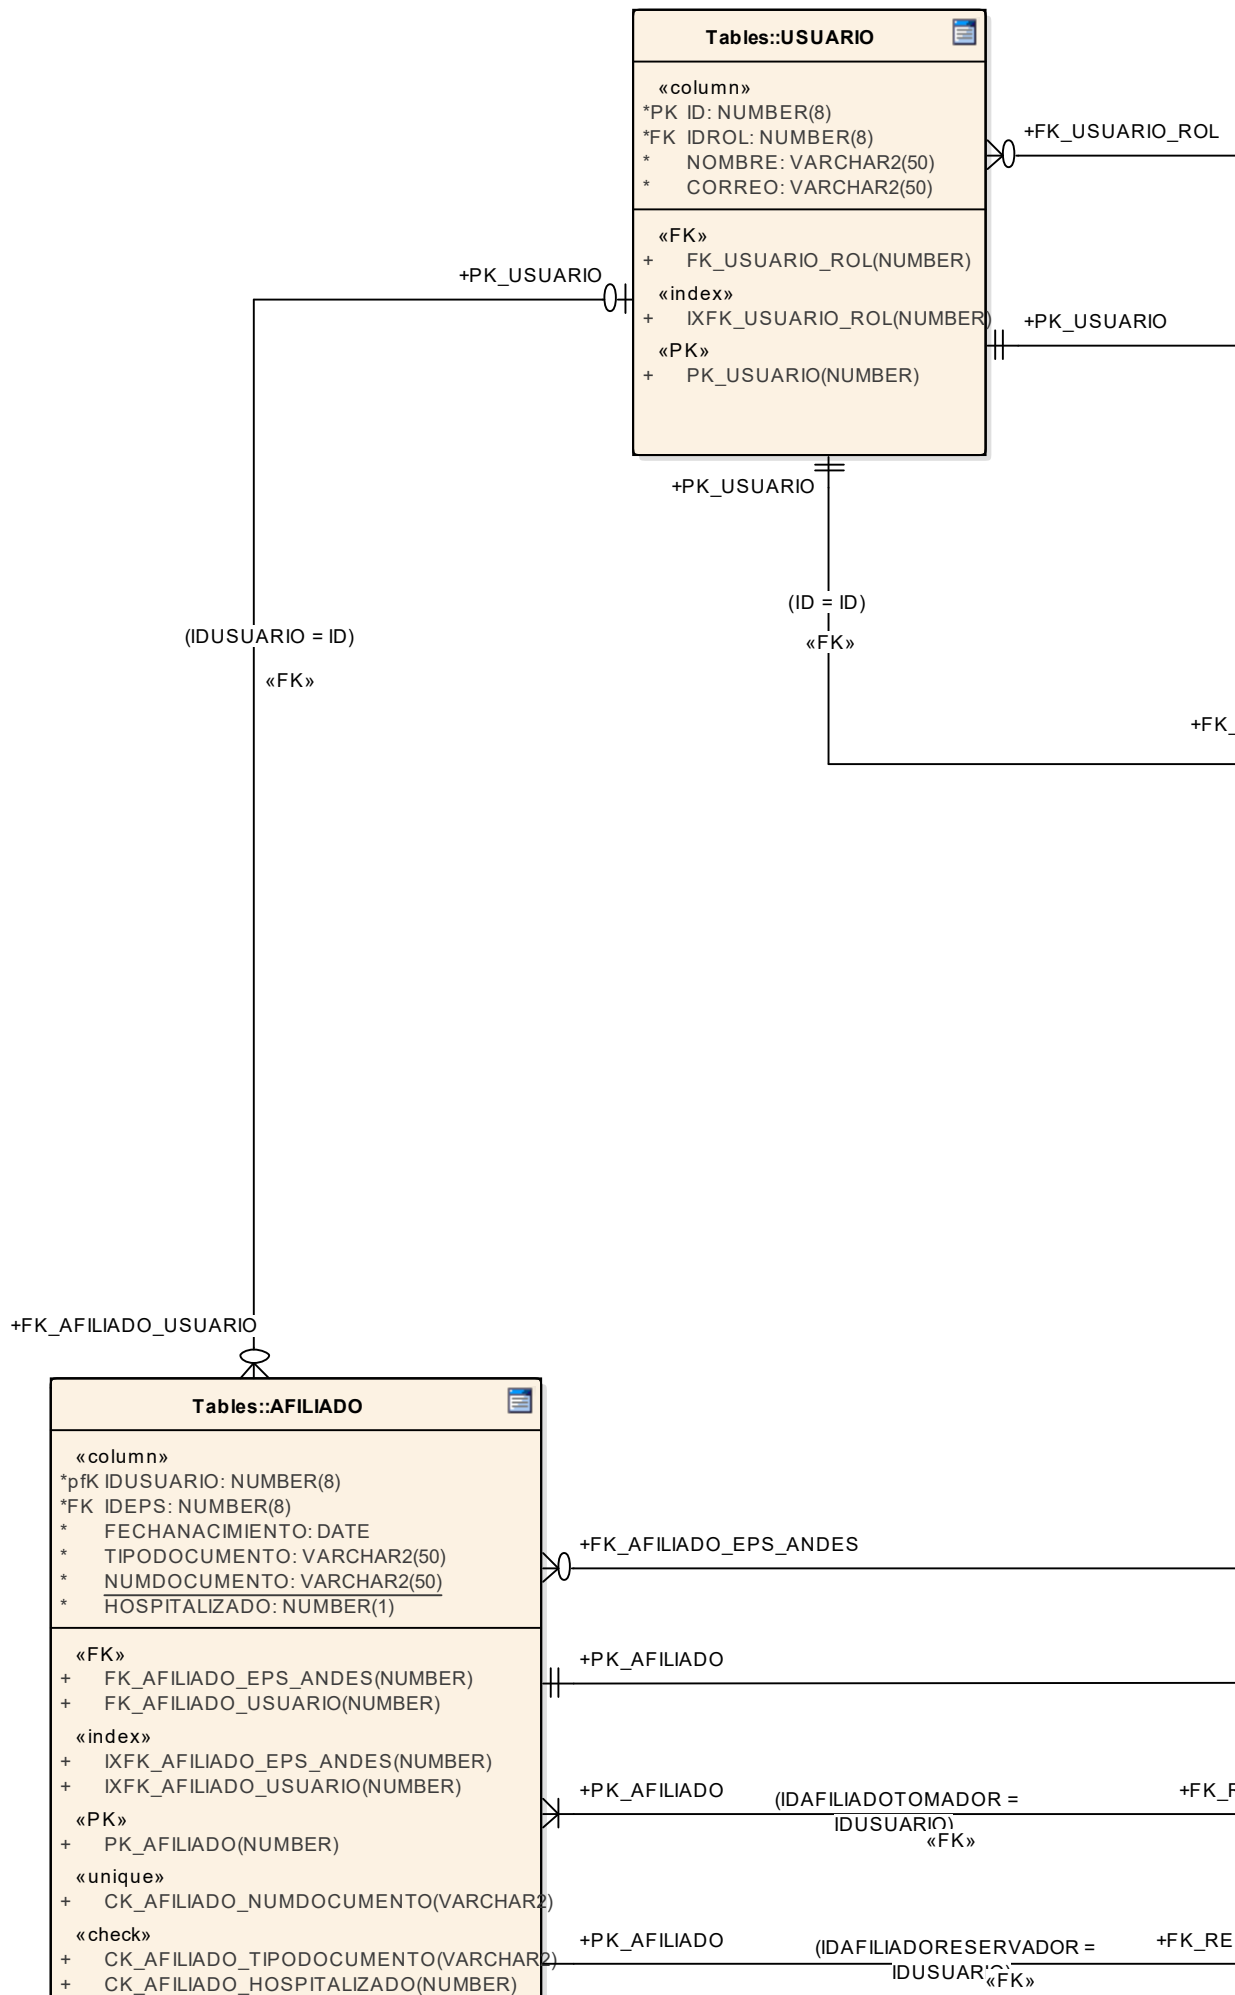 Tables::USUARIO
«column»
*PK ID: NUMBER(8)
*FK IDROL: NUMBER(8)
* NOMBRE: VARCHAR2(50)
* CORREO: VARCHAR2(50)
«FK»
+ FK_USUARIO_ROL(NUMBER)
«index»
+ IXFK_USUARIO_ROL(NUMBER)
«PK»
+ PK_USUARIO(NUMBER)
+FK_USUARIO_ROL
+PK_USUARIO
+PK_USUARIO
+PK_USUARIO
(ID = ID)
«FK»
(IDUSUARIO = ID)
«FK»
+FK_
+FK_AFILIADO_USUARIO
Tables::AFILIADO
«column»
*pfK IDUSUARIO: NUMBER(8)
*FK IDEPS: NUMBER(8)
* FECHANACIMIENTO: DATE
* TIPODOCUMENTO: VARCHAR2(50)
* NUMDOCUMENTO: VARCHAR2(50)
* HOSPITALIZADO: NUMBER(1)
«FK»
+ FK_AFILIADO_EPS_ANDES(NUMBER)
+ FK_AFILIADO_USUARIO(NUMBER)
«index»
+ IXFK_AFILIADO_EPS_ANDES(NUMBER)
+ IXFK_AFILIADO_USUARIO(NUMBER)
«PK»
+ PK_AFILIADO(NUMBER)
«unique»
+ CK_AFILIADO_NUMDOCUMENTO(VARCHAR2)
«check»
+ CK_AFILIADO_TIPODOCUMENTO(VARCHAR2)
+ CK_AFILIADO_HOSPITALIZADO(NUMBER)
+FK_AFILIADO_EPS_ANDES
+PK_AFILIADO
+PK_AFILIADO
(IDAFILIADOTOMADOR =
IDUSUARIO)
«FK»
+FK_R
+PK_AFILIADO
(IDAFILIADORESERVADOR =
«FK»
+FK_RE